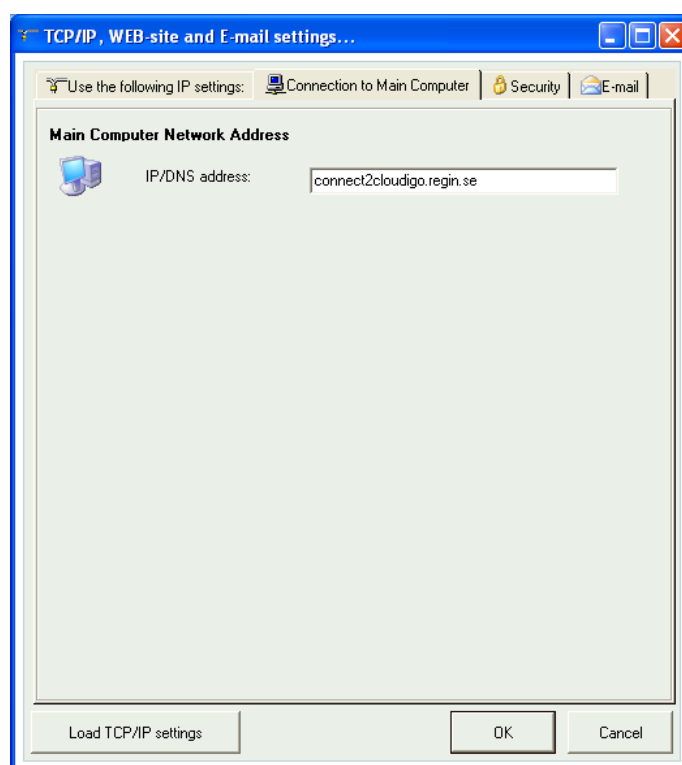 TCP/IP, WEB-site and E-mail settings...
Use the following IP settings: Connection to Main Computer Security E-mail
Main Computer Network Address
IP/DNS address: connect2cloudigo.regin.se
Load TCP/IP settings OK Cancel